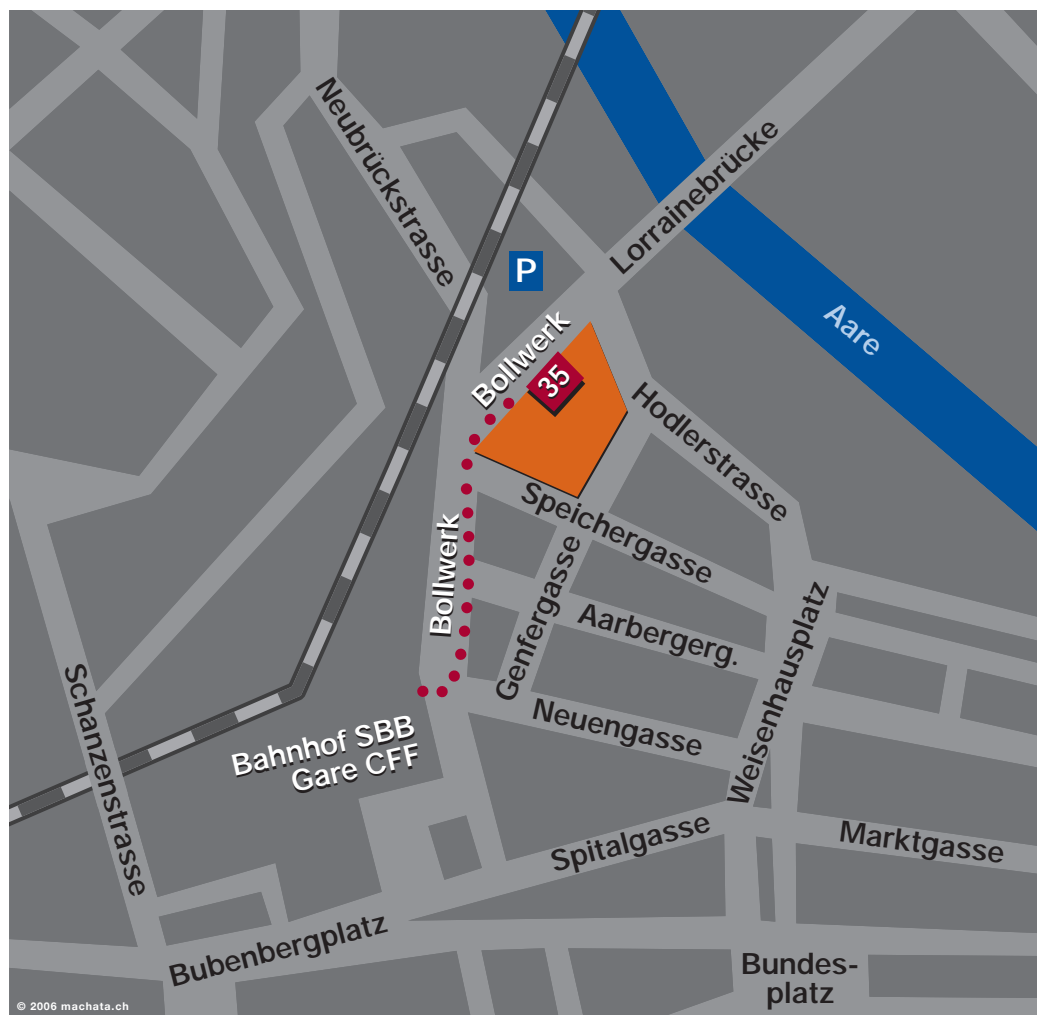 Neubrückstrasse
Lorrainebrücke
P
Aare
Bollwerk
35
Hodlerstrasse
Speichergasse
Bollwerk
Genfergasse
Aarbergerg.
Weisenhausplatz
Schanzenstrasse
Neuengasse
Bahnhof SBB
Gare CFF
Spitalgasse
Marktgasse
Bubenbergplatz
Bundes-
platz
© 2006 machata.ch